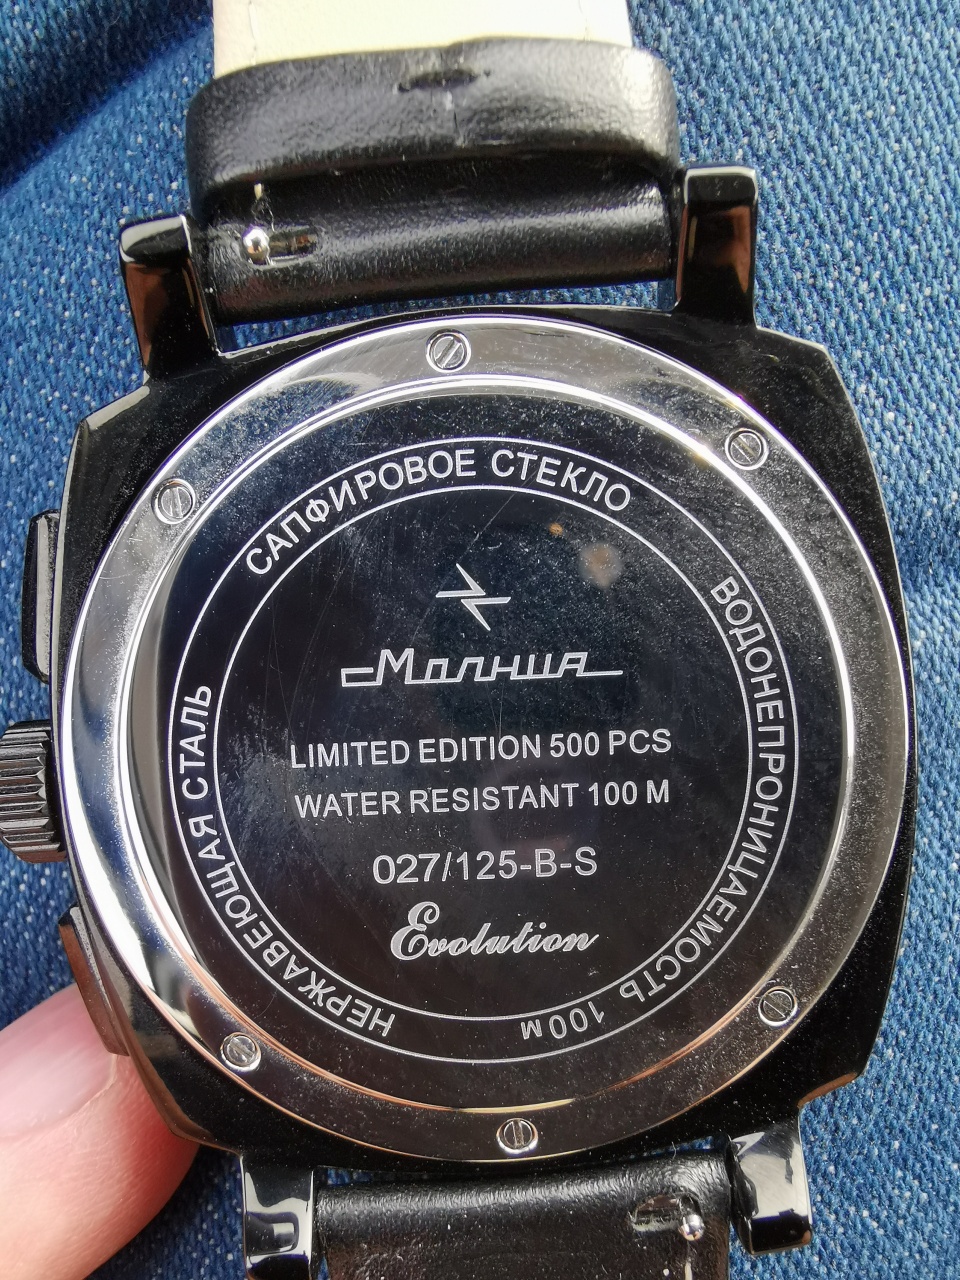 САПФИРОВОЕ СТЕКЛО
ВОДОНЕПРОНИЦАЕМОСТЬ 100М
НЕРЖАВЕЮЩАЯ СТАЛЬ
Молния
LIMITED EDITION 500 PCS
WATER RESISTANT 100 M
027/125-B-S
Evolution